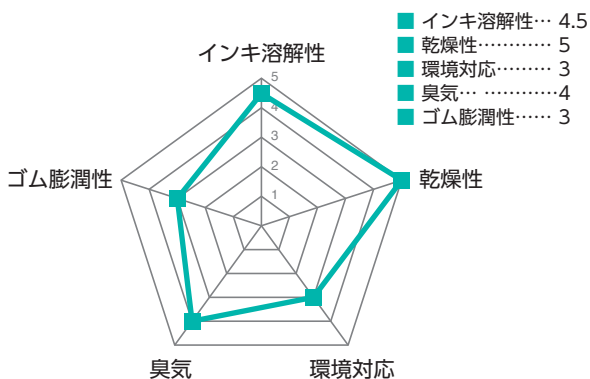 インキ溶解性… 4.5
乾燥性………… 5
環境対応……… 3
臭気… …………4
ゴム膨潤性…… 3
インキ溶解性
5
4
3
2
1
ゴム膨潤性
乾燥性
臭気
環境対応